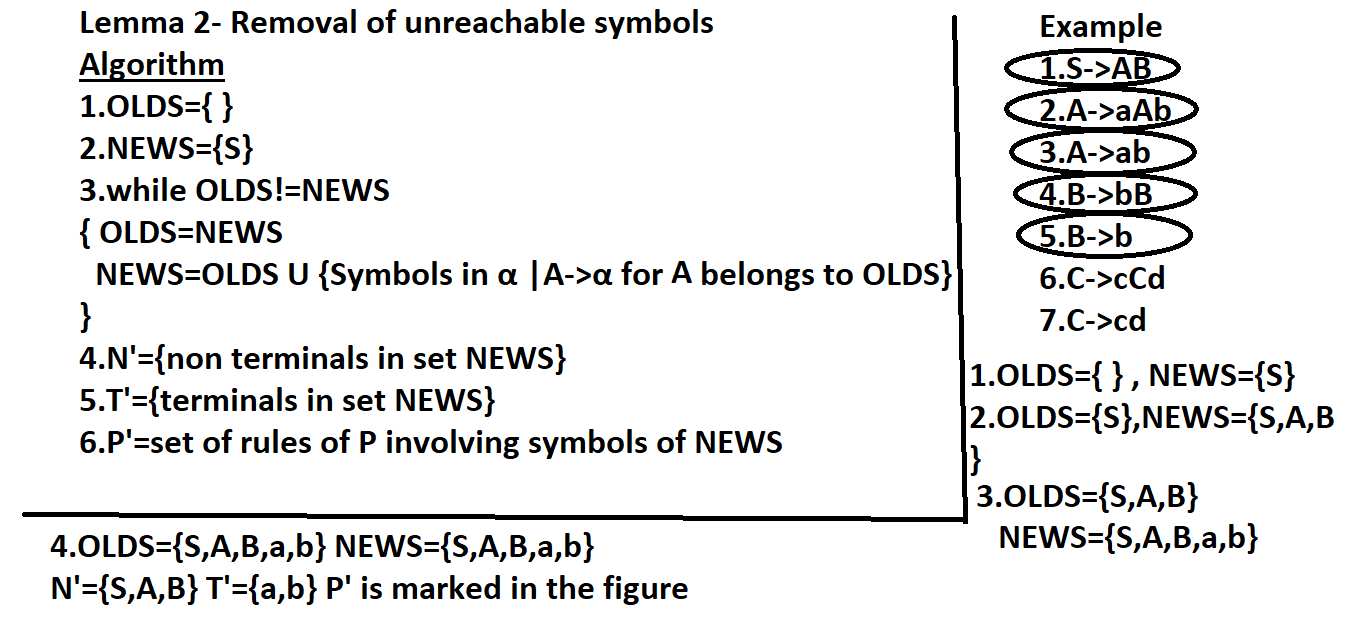 Lemma 2- Removal of unreachable symbols
Algorithm
1.OLDS={ }
2.NEWS={S}
3.while OLDS!=NEWS
{ OLDS=NEWS
NEWS=OLDS U {Symbols in α |A->α for A belongs to OLDS}
}
4.N'={non terminals in set NEWS}
5.T'={terminals in set NEWS}
6.P'=set of rules of P involving symbols of NEWS
Example
1.S->AB
2.A->aAb
3.A->ab
4.B->bB
5.B->b
6.C->cCd
7.C->cd
1.OLDS={ } , NEWS={S}
2.OLDS={S},NEWS={S,A,B
}
3.OLDS={S,A,B}
NEWS={S,A,B,a,b}
4.OLDS={S,A,B,a,b} NEWS={S,A,B,a,b}
N'={S,A,B} T'={a,b} P' is marked in the figure